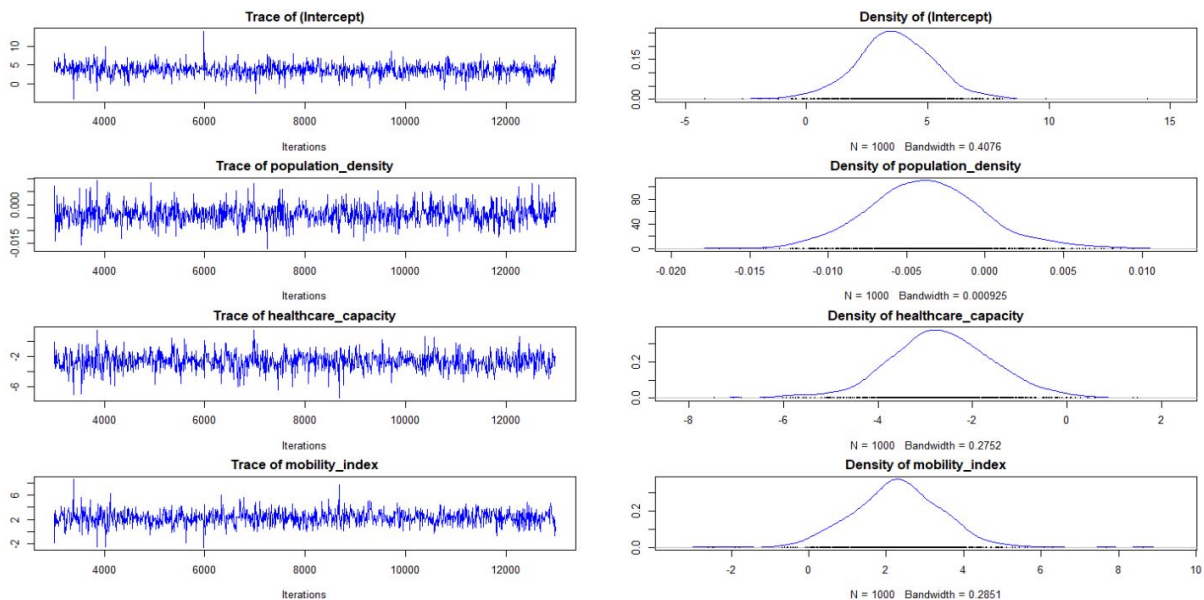 Trace of (Intercept)
0 5 10
4000 6000 8000 10000 12000
Iterations
Density of (Intercept)
0.00 0.15
-5 0 5 10 15
N = 1000 Bandwidth = 0.4076
Trace of population_density
-0.015 0.000
4000 6000 8000 10000 12000
Iterations
Density of population_density
0 40 80
-0.020 -0.015 -0.010 -0.005 0.000 0.005 0.010
N = 1000 Bandwidth = 0.000925
Trace of healthcare_capacity
-6 -2
4000 6000 8000 10000 12000
Iterations
Density of healthcare_capacity
0.0 0.2
-8 -6 -4 -2 0 2
N = 1000 Bandwidth = 0.2752
Trace of mobility_index
-2 2 6
4000 6000 8000 10000 12000
Iterations
Density of mobility_index
0.0 0.2
-2 0 2 4 6 8 10
N = 1000 Bandwidth = 0.2851